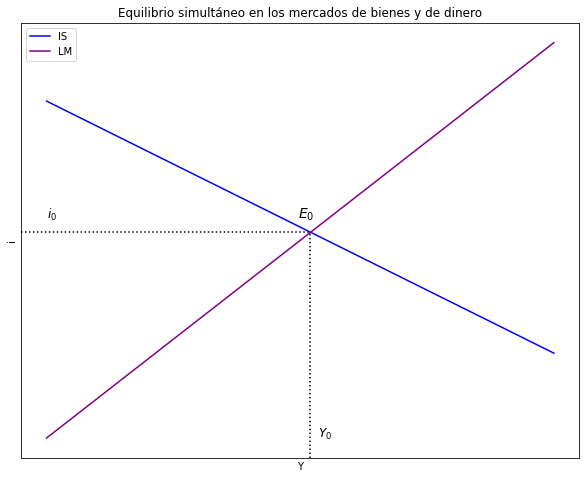 Equilibrio simultáneo en los mercados de bienes y de dinero
IS
LM
i₀
E₀
i
Y₀
Y